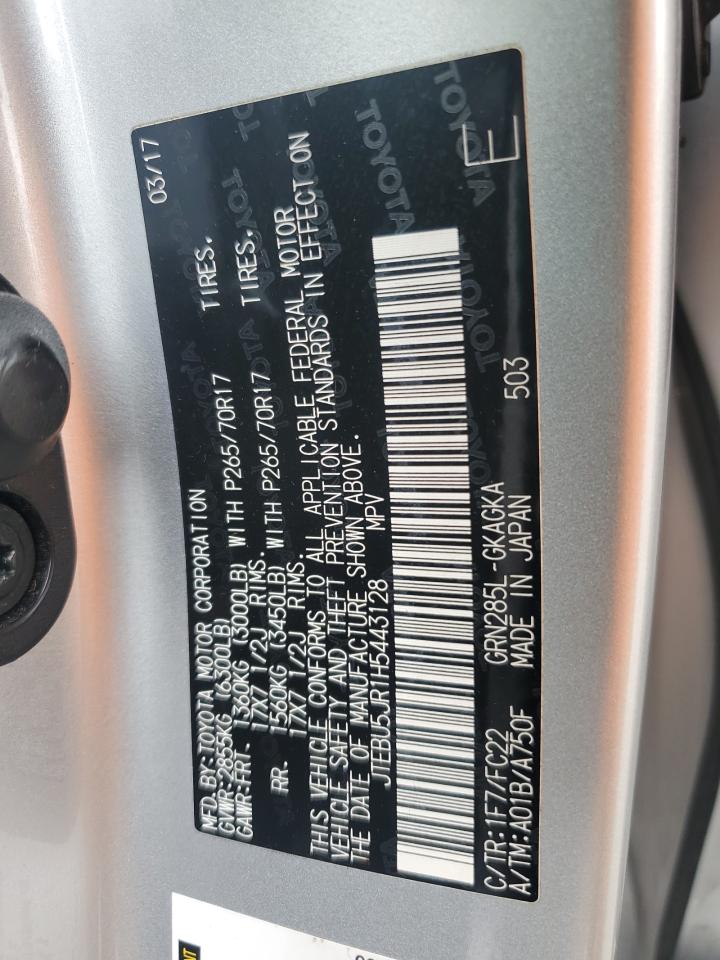 MFD.BY:TOYOTA MOTOR CORPORATION 03/17
GVWR:2855KG (6300LB)
GAWR:FRT. 1360KG (3000LB) WITH P265/70R17 TIRES.
17X7 1/2J RIMS.
RR. 1560KG (3450LB) WITH P265/70R17 TIRES.
17X7 1/2J RIMS.
THIS VEHICLE CONFORMS TO ALL APPLICABLE FEDERAL MOTOR
VEHICLE SAFETY AND THEFT PREVENTION STANDARDS IN EFFECT ON
THE DATE OF MANUFACTURE SHOWN ABOVE.
JTEBU5JR1H5443128 MPV
E
C/TR:1F7/FC22 GRN285L-GKAGKA 503
A/TM:A01B/A750F MADE IN JAPAN
TOYOTA